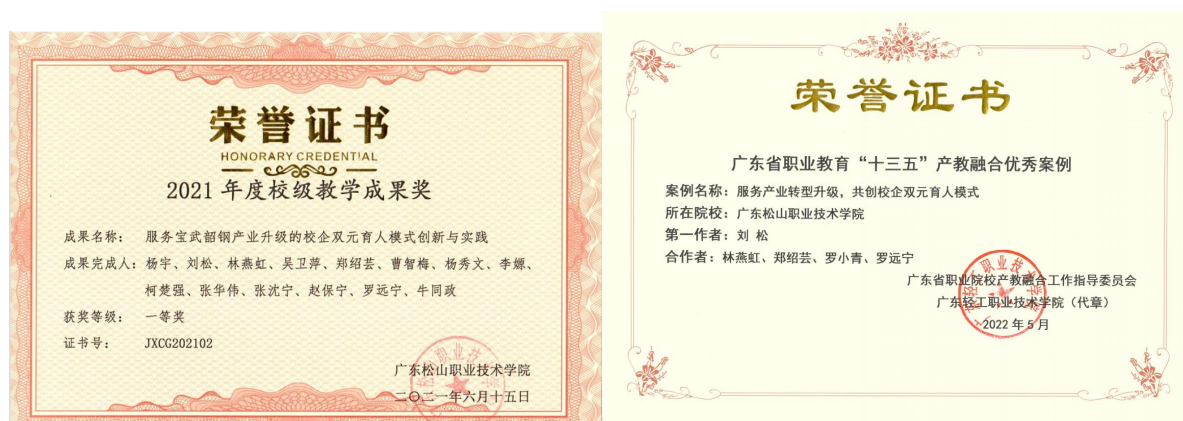 荣誉证书
HONORARY CREDENTIAL
2021 年度校级教学成果奖
成果名称： 服务宝武韶钢产业升级的校企双元育人模式创新与实践
成果完成人：杨宇、刘松、林燕虹、吴卫萍、郑绍芸、曹智梅、杨秀文、李嫄、
柯楚强、张华伟、张沈宁、赵保宁、罗远宁、牛同政
获奖等级： 一等奖
证书号： JXCG202102
广东松山职业技术学院
二〇二一年六月十五日
荣誉证书
广东省职业教育“十三五”产教融合优秀案例
案例名称：服务产业转型升级，共创校企双元育人模式
所在院校：广东松山职业技术学院
第一作者：刘 松
合作者：林燕虹、郑绍芸、罗小青、罗远宁
广东省职业院校产教融合工作指导委员会
广东轻工职业技术学院（代章）
2022 年 5 月